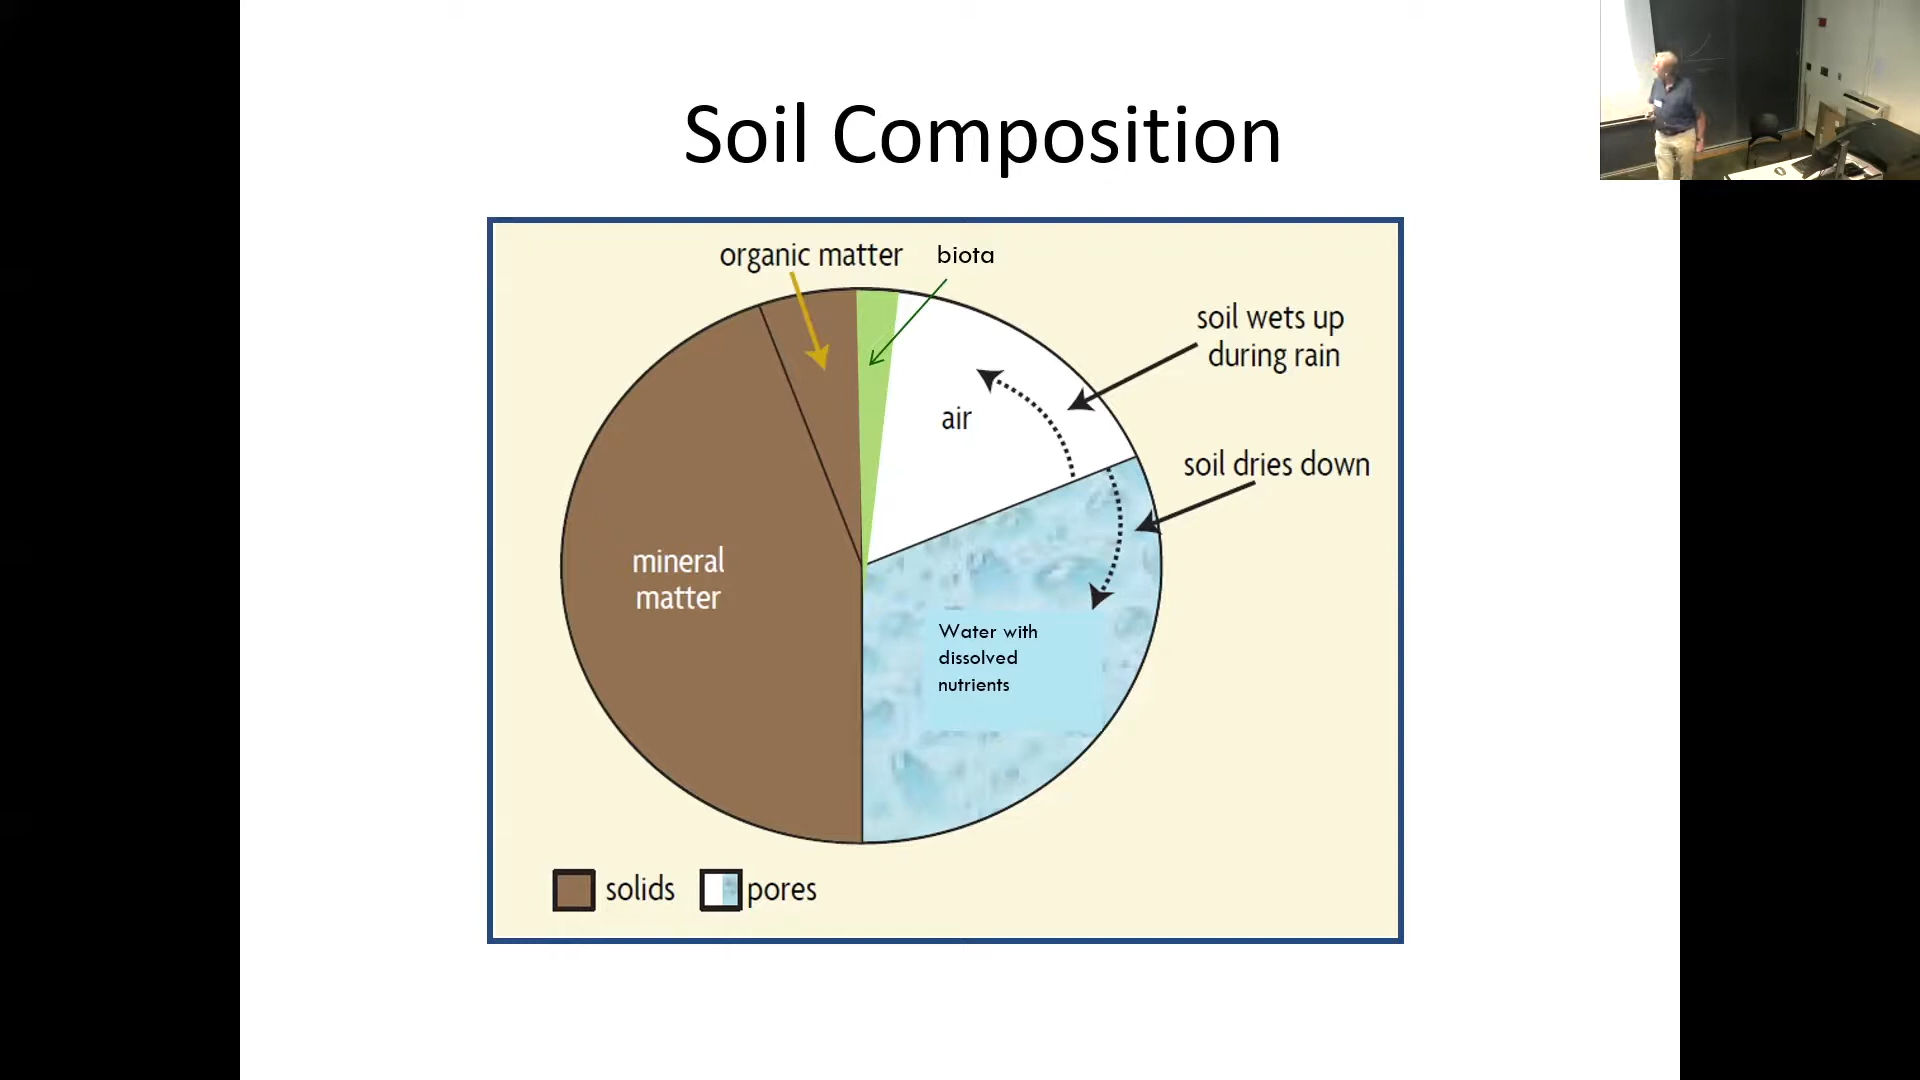 Soil Composition
organic matter
biota
soil wets up
during rain
air
soil dries down
mineral
matter
Water with
dissolved
nutrients
solids
pores